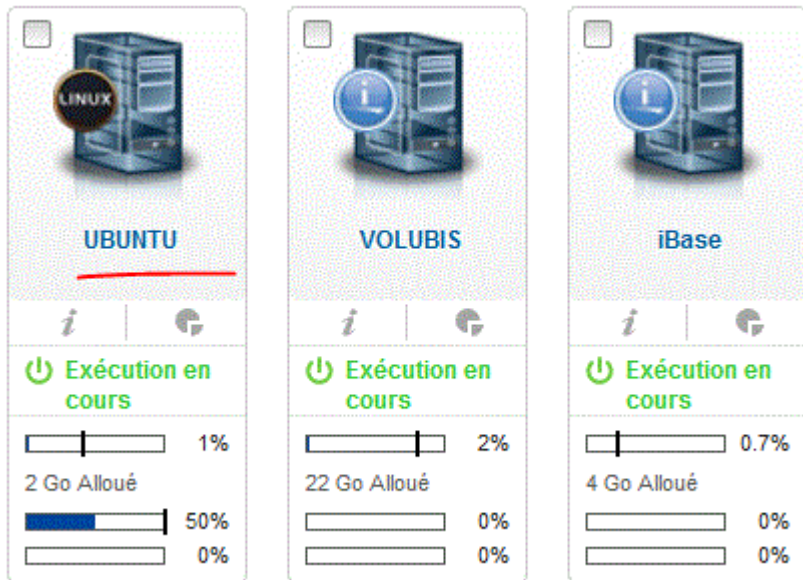 LINUX
UBUNTU
i
Exécution en
cours
1%
2 Go Alloué
50%
0%
i
VOLUBIS
i
Exécution en
cours
2%
22 Go Alloué
0%
0%
i
iBase
i
Exécution en
cours
0.7%
4 Go Alloué
0%
0%